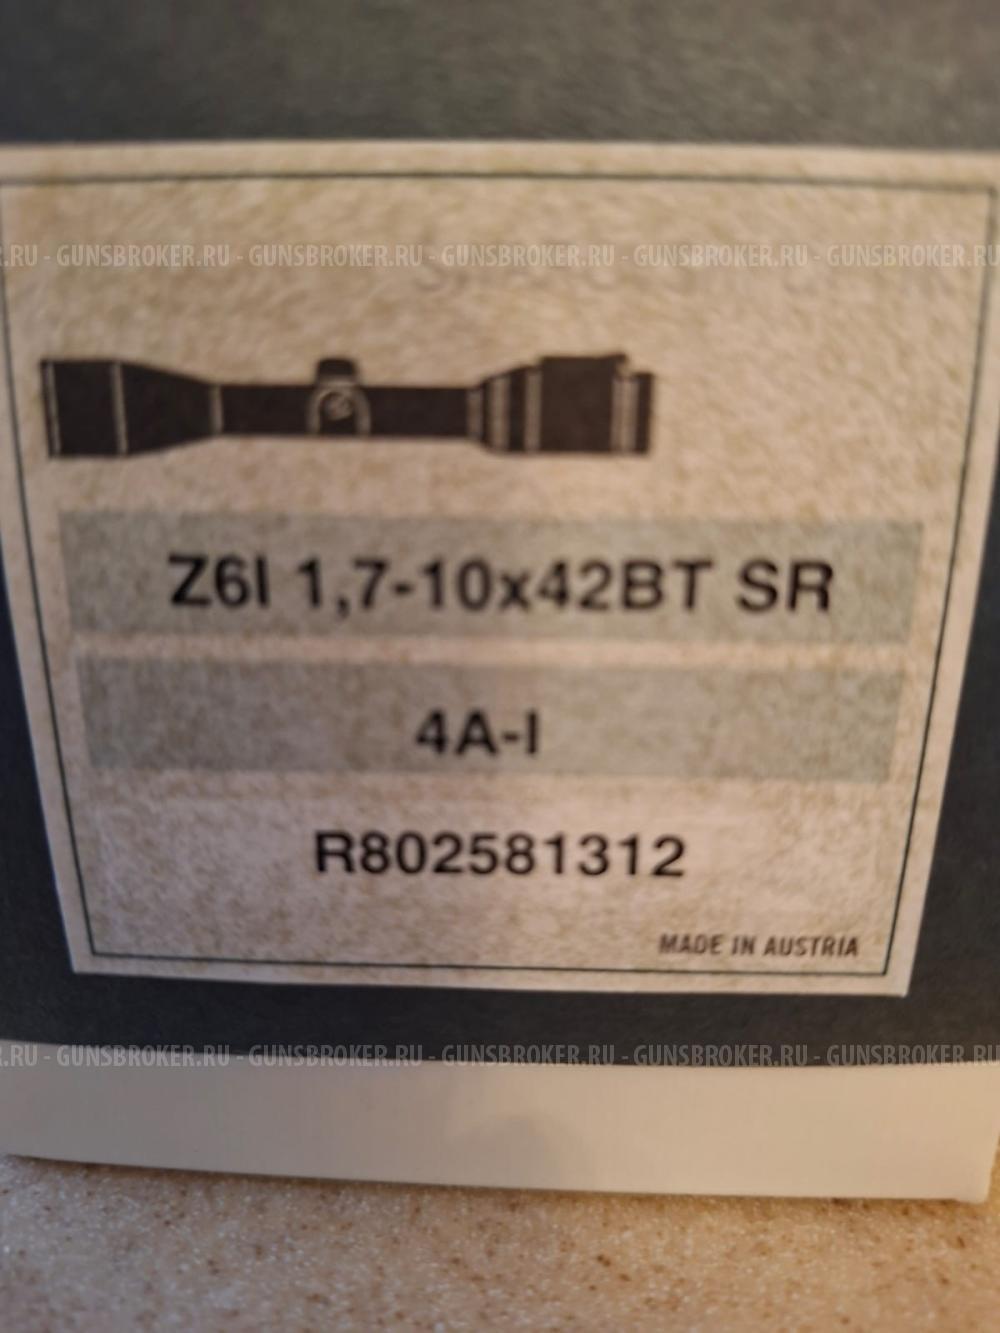 .RU - GUNSBROKER.RU - GUNSBROKER.RU - GUNSBROKER.RU - GUNSBROKER.RU - GUNSBROKER.RU
Z6I 1,7-10x42BT SR
4A-I
R802581312
MADE IN AUSTRIA
.RU - GUNSBROKER.RU - GUNSBROKER.RU - GUNSBROKER.RU - GUNSBROKER.RU - GUNSBROKER.RU